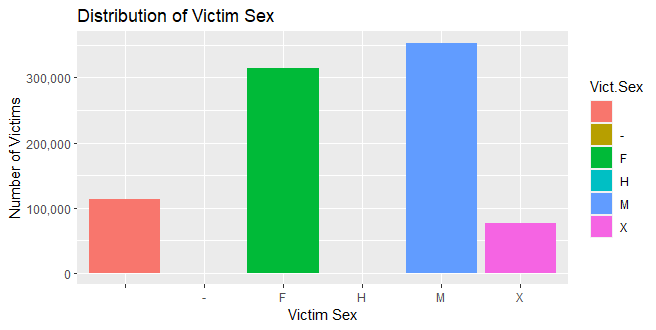 Distribution of Victim Sex
Number of Victims
300,000
200,000
100,000
0
- F H M X
Victim Sex
Vict.Sex
-
F
H
M
X